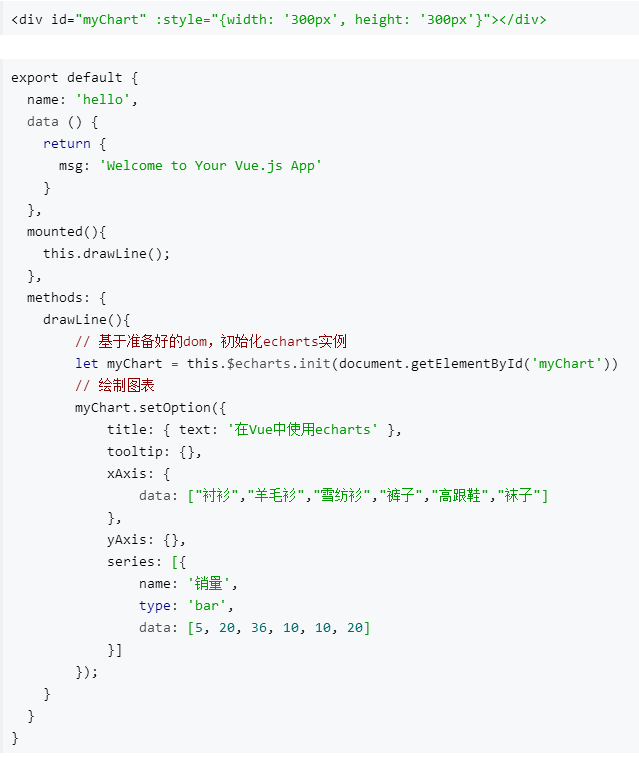 <div id="myChart" :style="{width: '300px', height: '300px'}"></div>
export default {
  name: 'hello',
  data () {
    return {
      msg: 'Welcome to Your Vue.js App'
    }
  },
  mounted(){
    this.drawLine();
  },
  methods: {
    drawLine(){
        // 基于准备好的dom，初始化echarts实例
        let myChart = this.$echarts.init(document.getElementById('myChart'))
        // 绘制图表
        myChart.setOption({
            title: { text: '在Vue中使用echarts' },
            tooltip: {},
            xAxis: {
                data: ["衬衫","羊毛衫","雪纺衫","裤子","高跟鞋","袜子"]
            },
            yAxis: {},
            series: [{
                name: '销量',
                type: 'bar',
                data: [5, 20, 36, 10, 10, 20]
            }]
        });
    }
  }
}